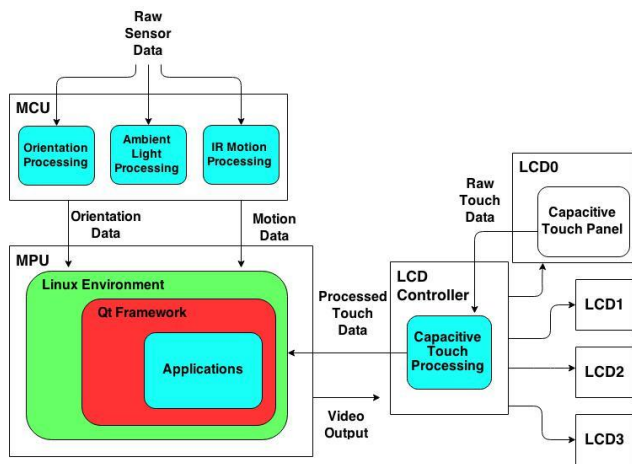 Raw
Sensor
Data
MCU
Orientation
Processing
Ambient
Light
Processing
IR Motion
Processing
Orientation
Data
Motion
Data
MPU
Linux Environment
Qt Framework
Applications
Processed
Touch
Data
Video
Output
LCD
Controller
Capacitive
Touch
Processing
Raw
Touch
Data
LCD0
Capacitive
Touch Panel
LCD1
LCD2
LCD3